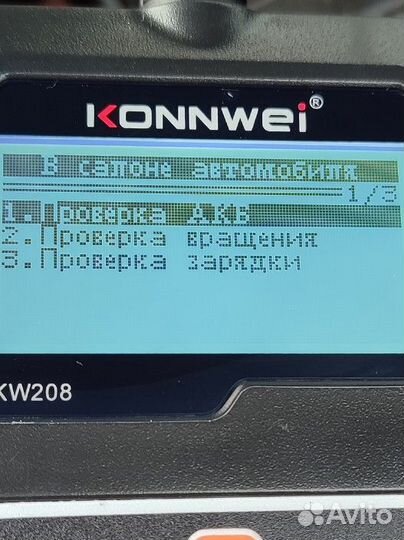 KONNWEI®
В салоне автомобиля
1/3
1.Проверка АКБ
2.Проверка вращения
3.Проверка зарядки
KW208
Avito